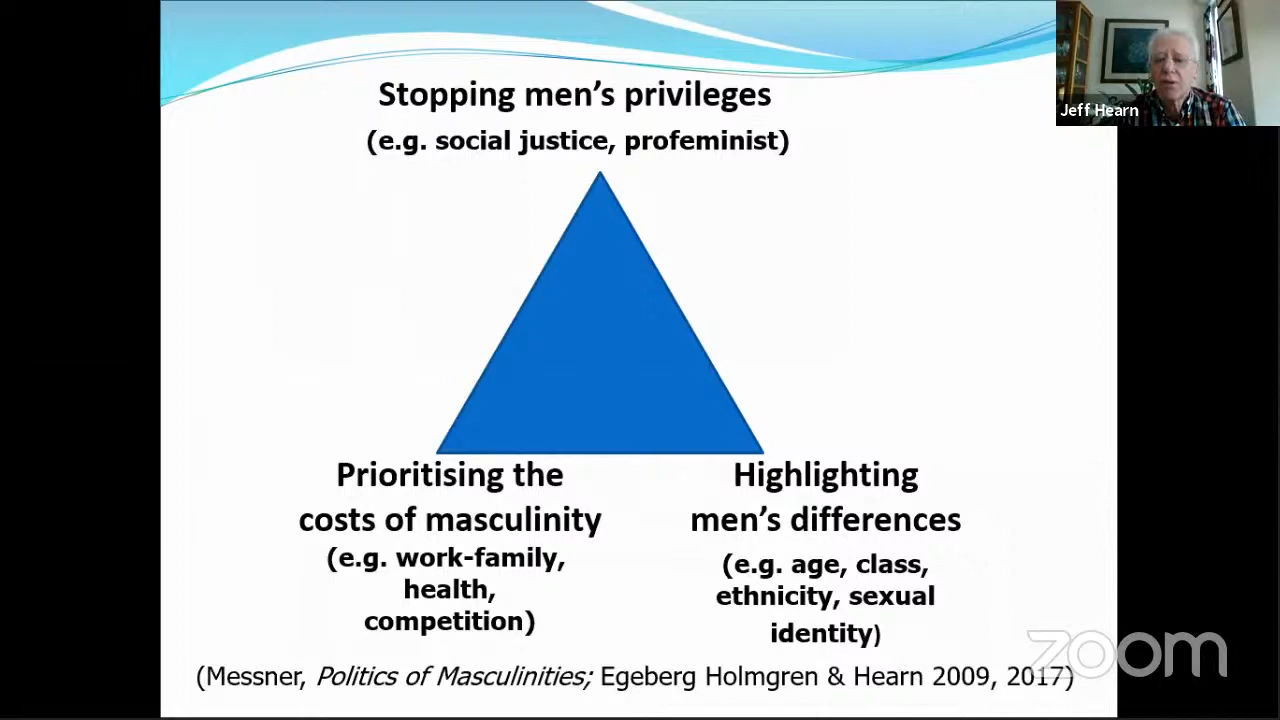 Stopping men's privileges
(e.g. social justice, profeminist)
Jeff Hearn
Prioritising the
costs of masculinity
(e.g. work-family,
health,
competition)
Highlighting
men's differences
(e.g. age, class,
ethnicity, sexual
identity)
zoom
(Messner, Politics of Masculinities; Egeberg Holmgren & Hearn 2009, 2017)